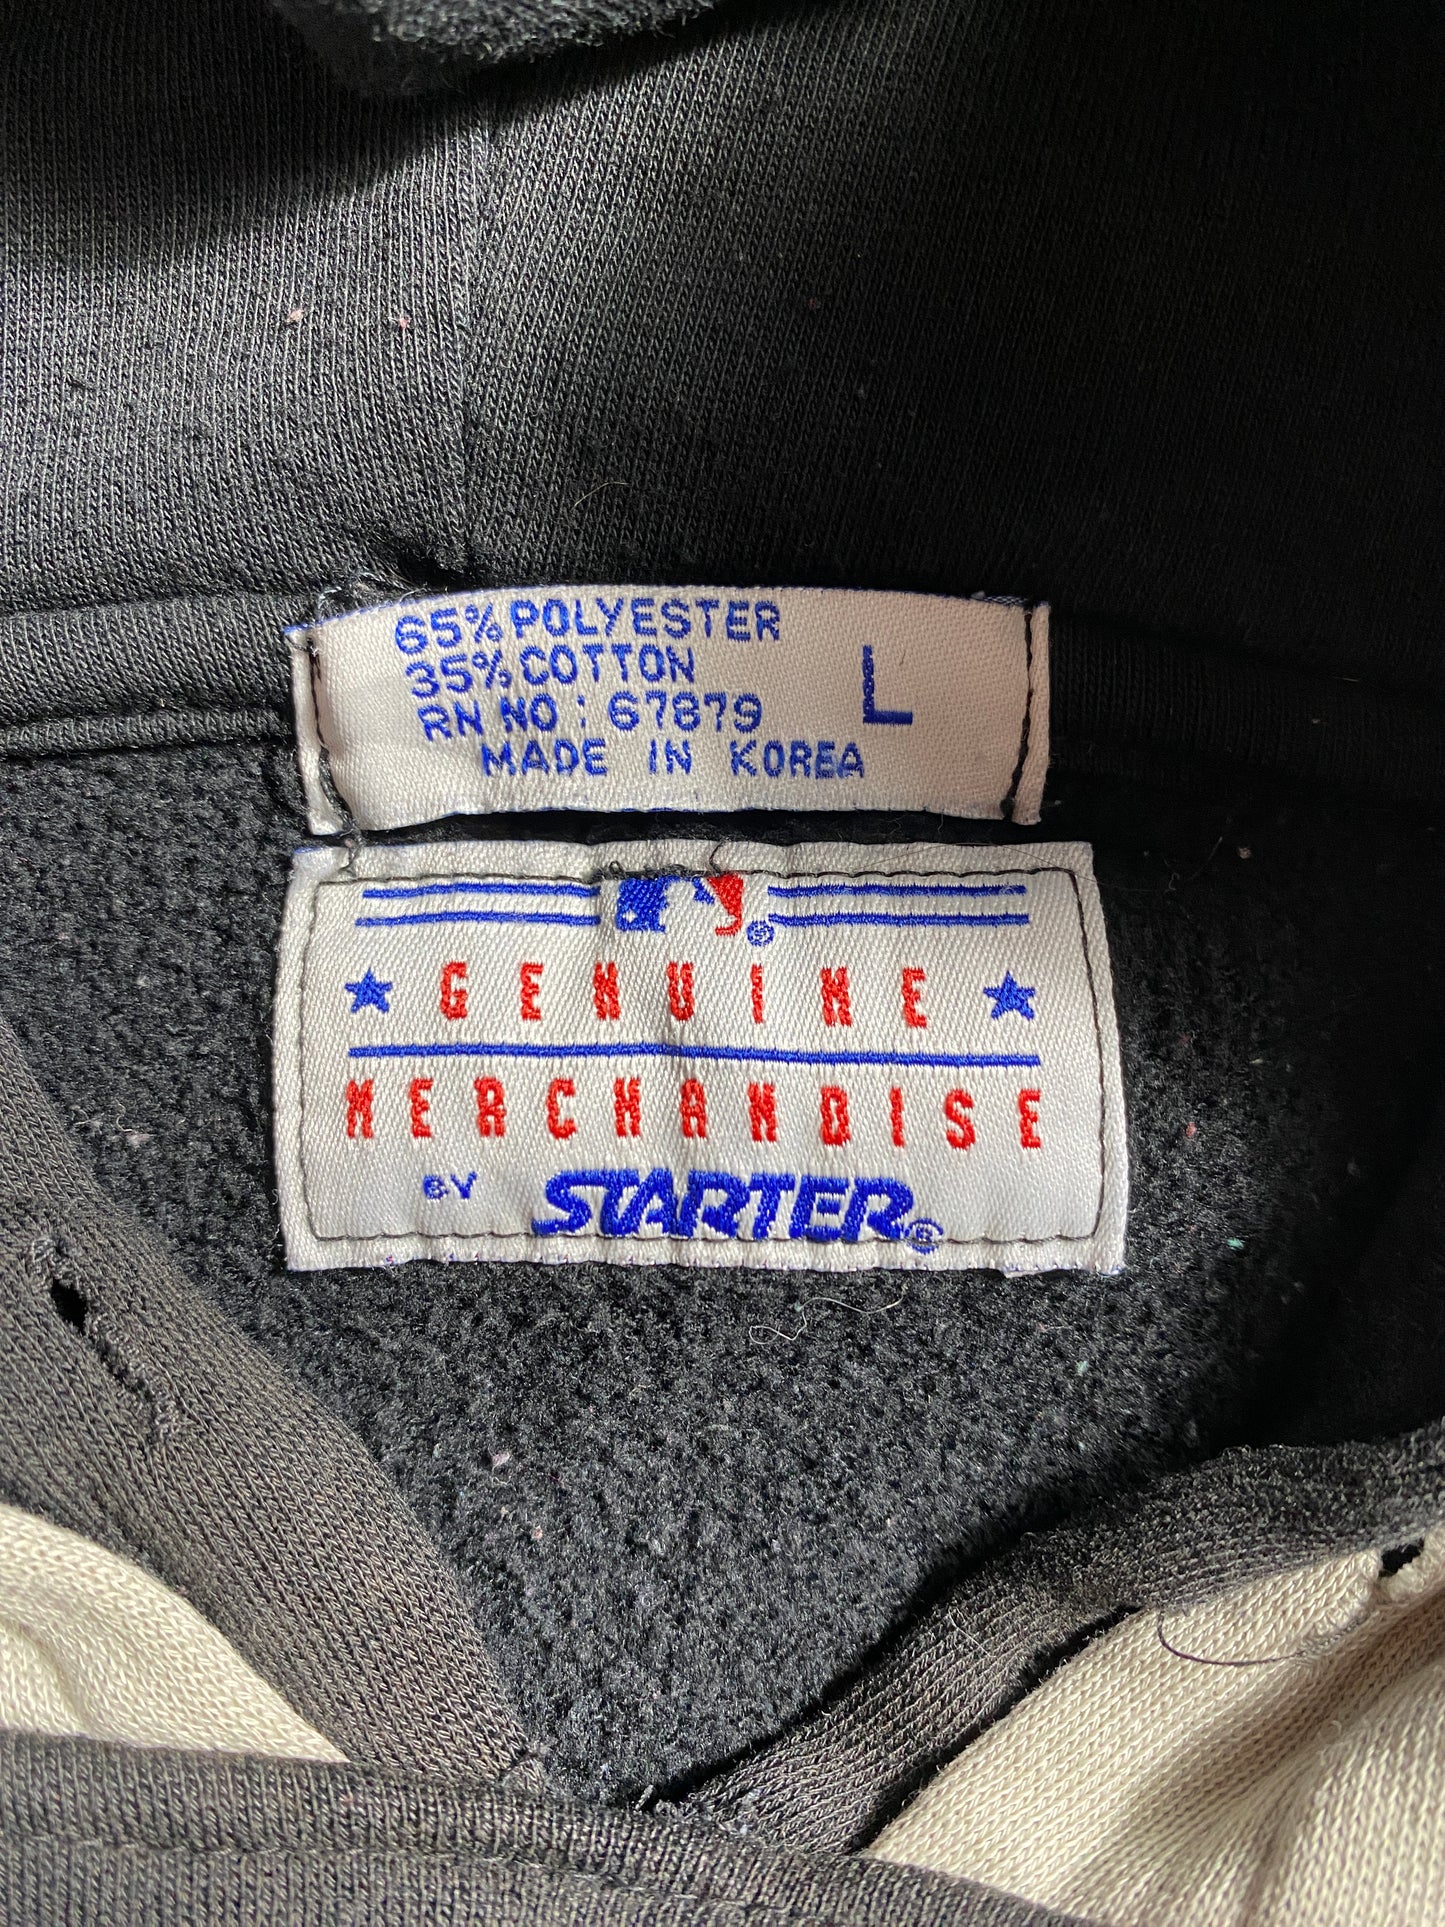 65% POLYESTER
35% COTTON
RN NO : 67879
MADE IN KOREA
L
GENUINE
MERCHANDISE
BY STARTER®